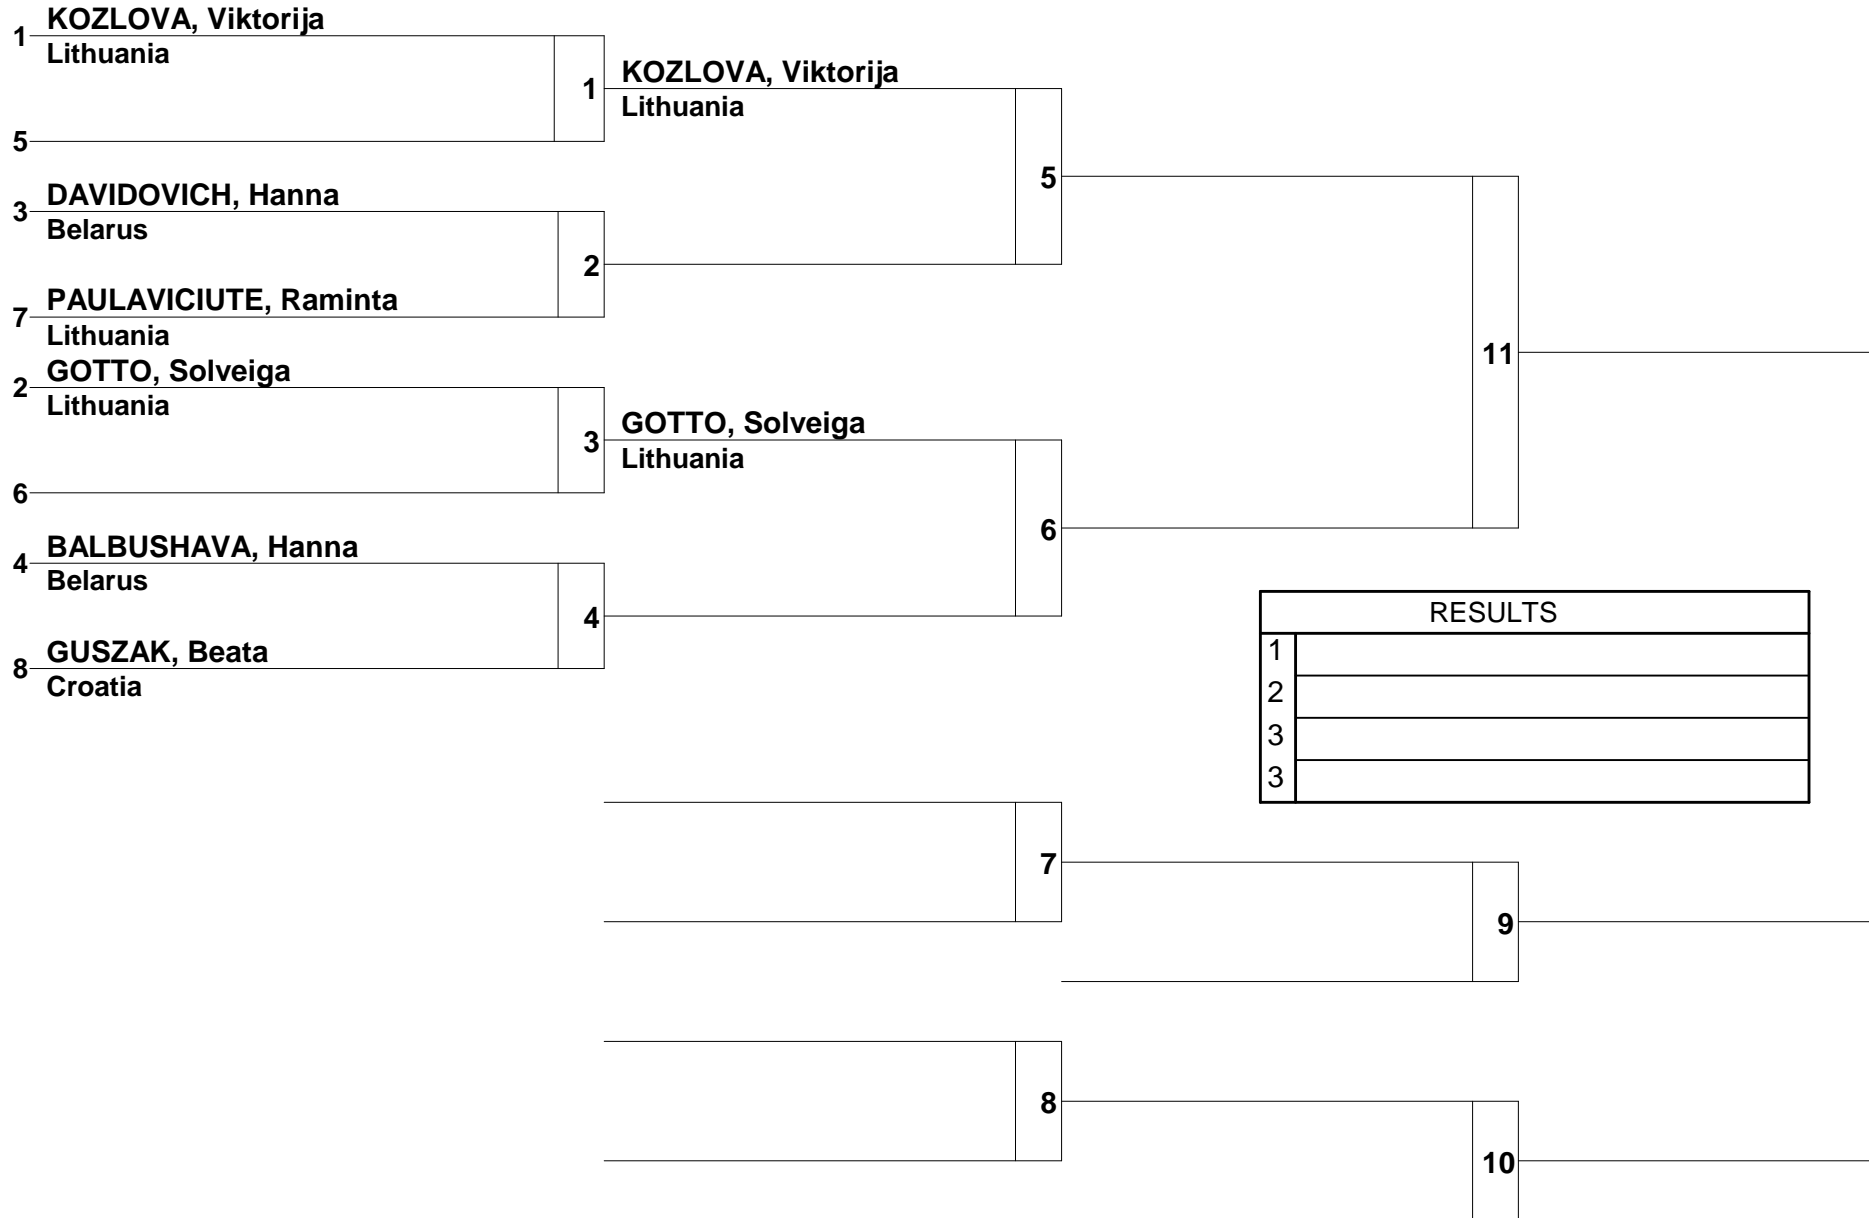 KOZLOVA, Viktorija
1
Lithuania
1
KOZLOVA, Viktorija
Lithuania
5
5
DAVIDOVICH, Hanna
3
Belarus
2
PAULAVICIUTE, Raminta
7
Lithuania
11
GOTTO, Solveiga
2
Lithuania
3
GOTTO, Solveiga
Lithuania
6
6
BALBUSHAVA, Hanna
4
Belarus
4
GUSZAK, Beata
8
Croatia
RESULTS
1
2
3
3
7
9
8
10